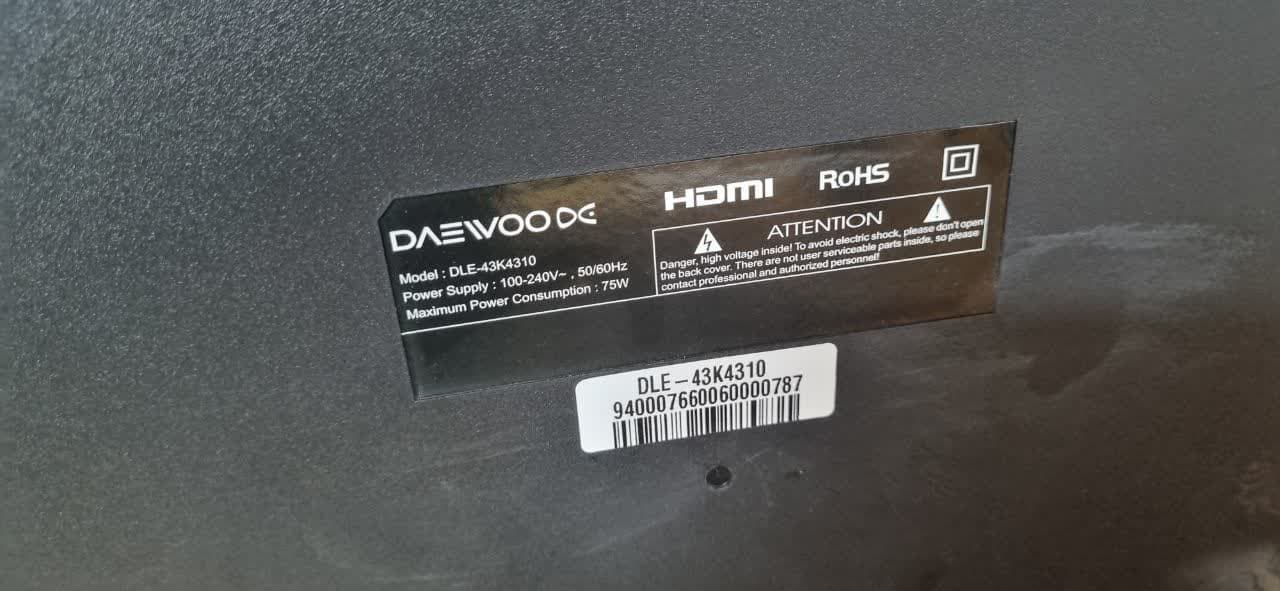 DAEWOO DE
Model : DLE-43K4310
Power Supply : 100-240V~ , 50/60Hz
Maximum Power Consumption : 75W
HDMI
RoHS
ATTENTION
Danger, high voltage inside! To avoid electric shock, please don't open
the back cover. There are not user serviceable parts inside, so please
contact professional and authorized personnel!
DLE-43K4310
940007660060000787